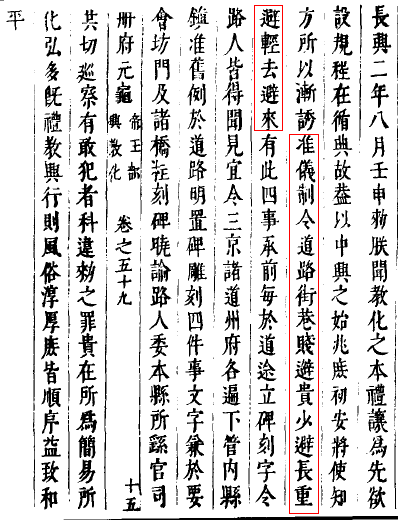 長興二年八月壬申勑朕聞教化之本禮讓為先欲
設規程在循典故葢以中興之始兆庶初安將使知
方所以漸誘准儀制令道路街巷賤避貴少避長重
避輕去避來有此四事承前每於道途立碑刻字令
路人皆得聞見宜令三京諸道州府各遍下管內縣
鎮准舊例於道路明置碑雕刻四件事文字兼於要
會坊門及諸橋柱刻碑曉諭路人委本縣所繇官司
册府元龜 帝王部
興教化 卷之五十九 十五
共切巡察有敢犯者科違勑之罪貴在所為簡易所
化弘多既禮教興行則風俗淳厚庶皆順序益致和
平